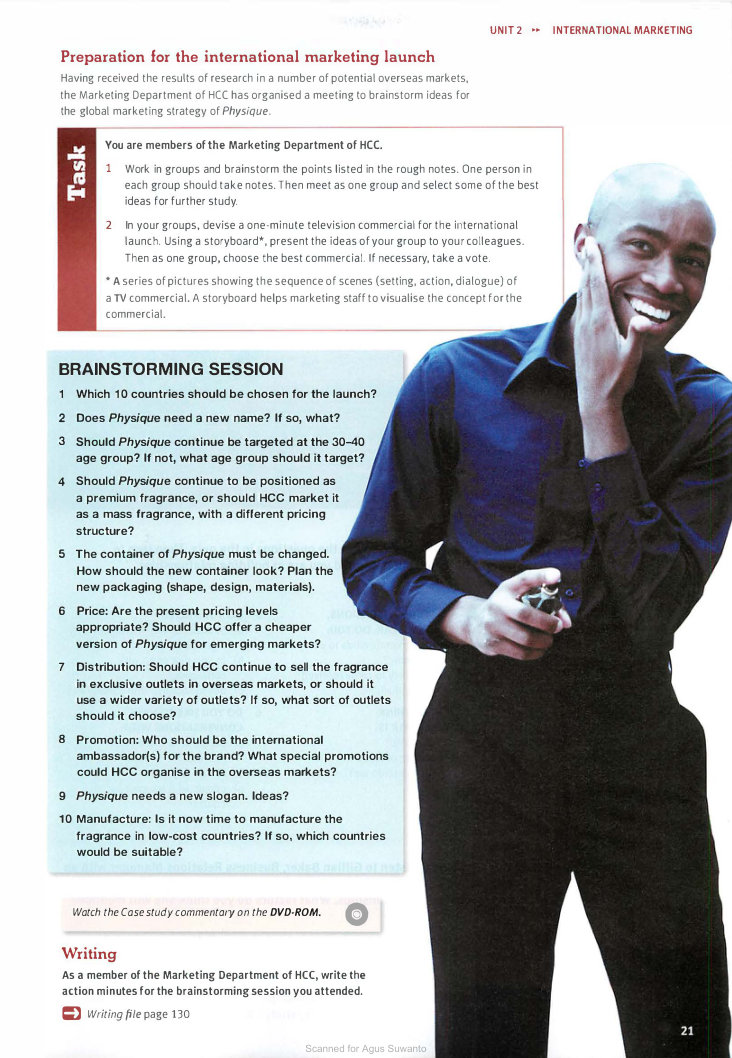 UNIT 2 ▸▸ INTERNATIONAL MARKETING
Preparation for the international marketing launch
Having received the results of research in a number of potential overseas markets,
the Marketing Department of HCC has organised a meeting to brainstorm ideas for
the global marketing strategy of Physique.
Task
You are members of the Marketing Department of HCC.
1 Work in groups and brainstorm the points listed in the rough notes. One person in
each group should take notes. Then meet as one group and select some of the best
ideas for further study.
2 In your groups, devise a one-minute television commercial for the international
launch. Using a storyboard*, present the ideas of your group to your colleagues.
Then as one group, choose the best commercial. If necessary, take a vote.
* A series of pictures showing the sequence of scenes (setting, action, dialogue) of
a TV commercial. A storyboard helps marketing staff to visualise the concept for the
commercial.
BRAINSTORMING SESSION
1 Which 10 countries should be chosen for the launch?
2 Does Physique need a new name? If so, what?
3 Should Physique continue be targeted at the 30–40
age group? If not, what age group should it target?
4 Should Physique continue to be positioned as
a premium fragrance, or should HCC market it
as a mass fragrance, with a different pricing
structure?
5 The container of Physique must be changed.
How should the new container look? Plan the
new packaging (shape, design, materials).
6 Price: Are the present pricing levels
appropriate? Should HCC offer a cheaper
version of Physique for emerging markets?
7 Distribution: Should HCC continue to sell the fragrance
in exclusive outlets in overseas markets, or should it
use a wider variety of outlets? If so, what sort of outlets
should it choose?
8 Promotion: Who should be the international
ambassador(s) for the brand? What special promotions
could HCC organise in the overseas markets?
9 Physique needs a new slogan. Ideas?
10 Manufacture: Is it now time to manufacture the
fragrance in low-cost countries? If so, which countries
would be suitable?
Watch the Case study commentary on the DVD-ROM.
Writing
As a member of the Marketing Department of HCC, write the
action minutes for the brainstorming session you attended.
Writing file page 130
21
Scanned for Agus Suwanto